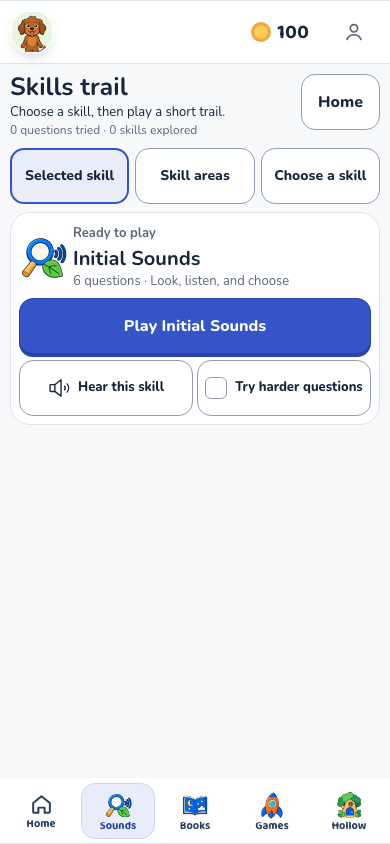 100
Skills trail
Choose a skill, then play a short trail.
0 questions tried · 0 skills explored
Home
Selected skill
Skill areas
Choose a skill
Ready to play
Initial Sounds
6 questions · Look, listen, and choose
Play Initial Sounds
Hear this skill
Try harder questions
Home
Sounds
Books
Games
Hollow